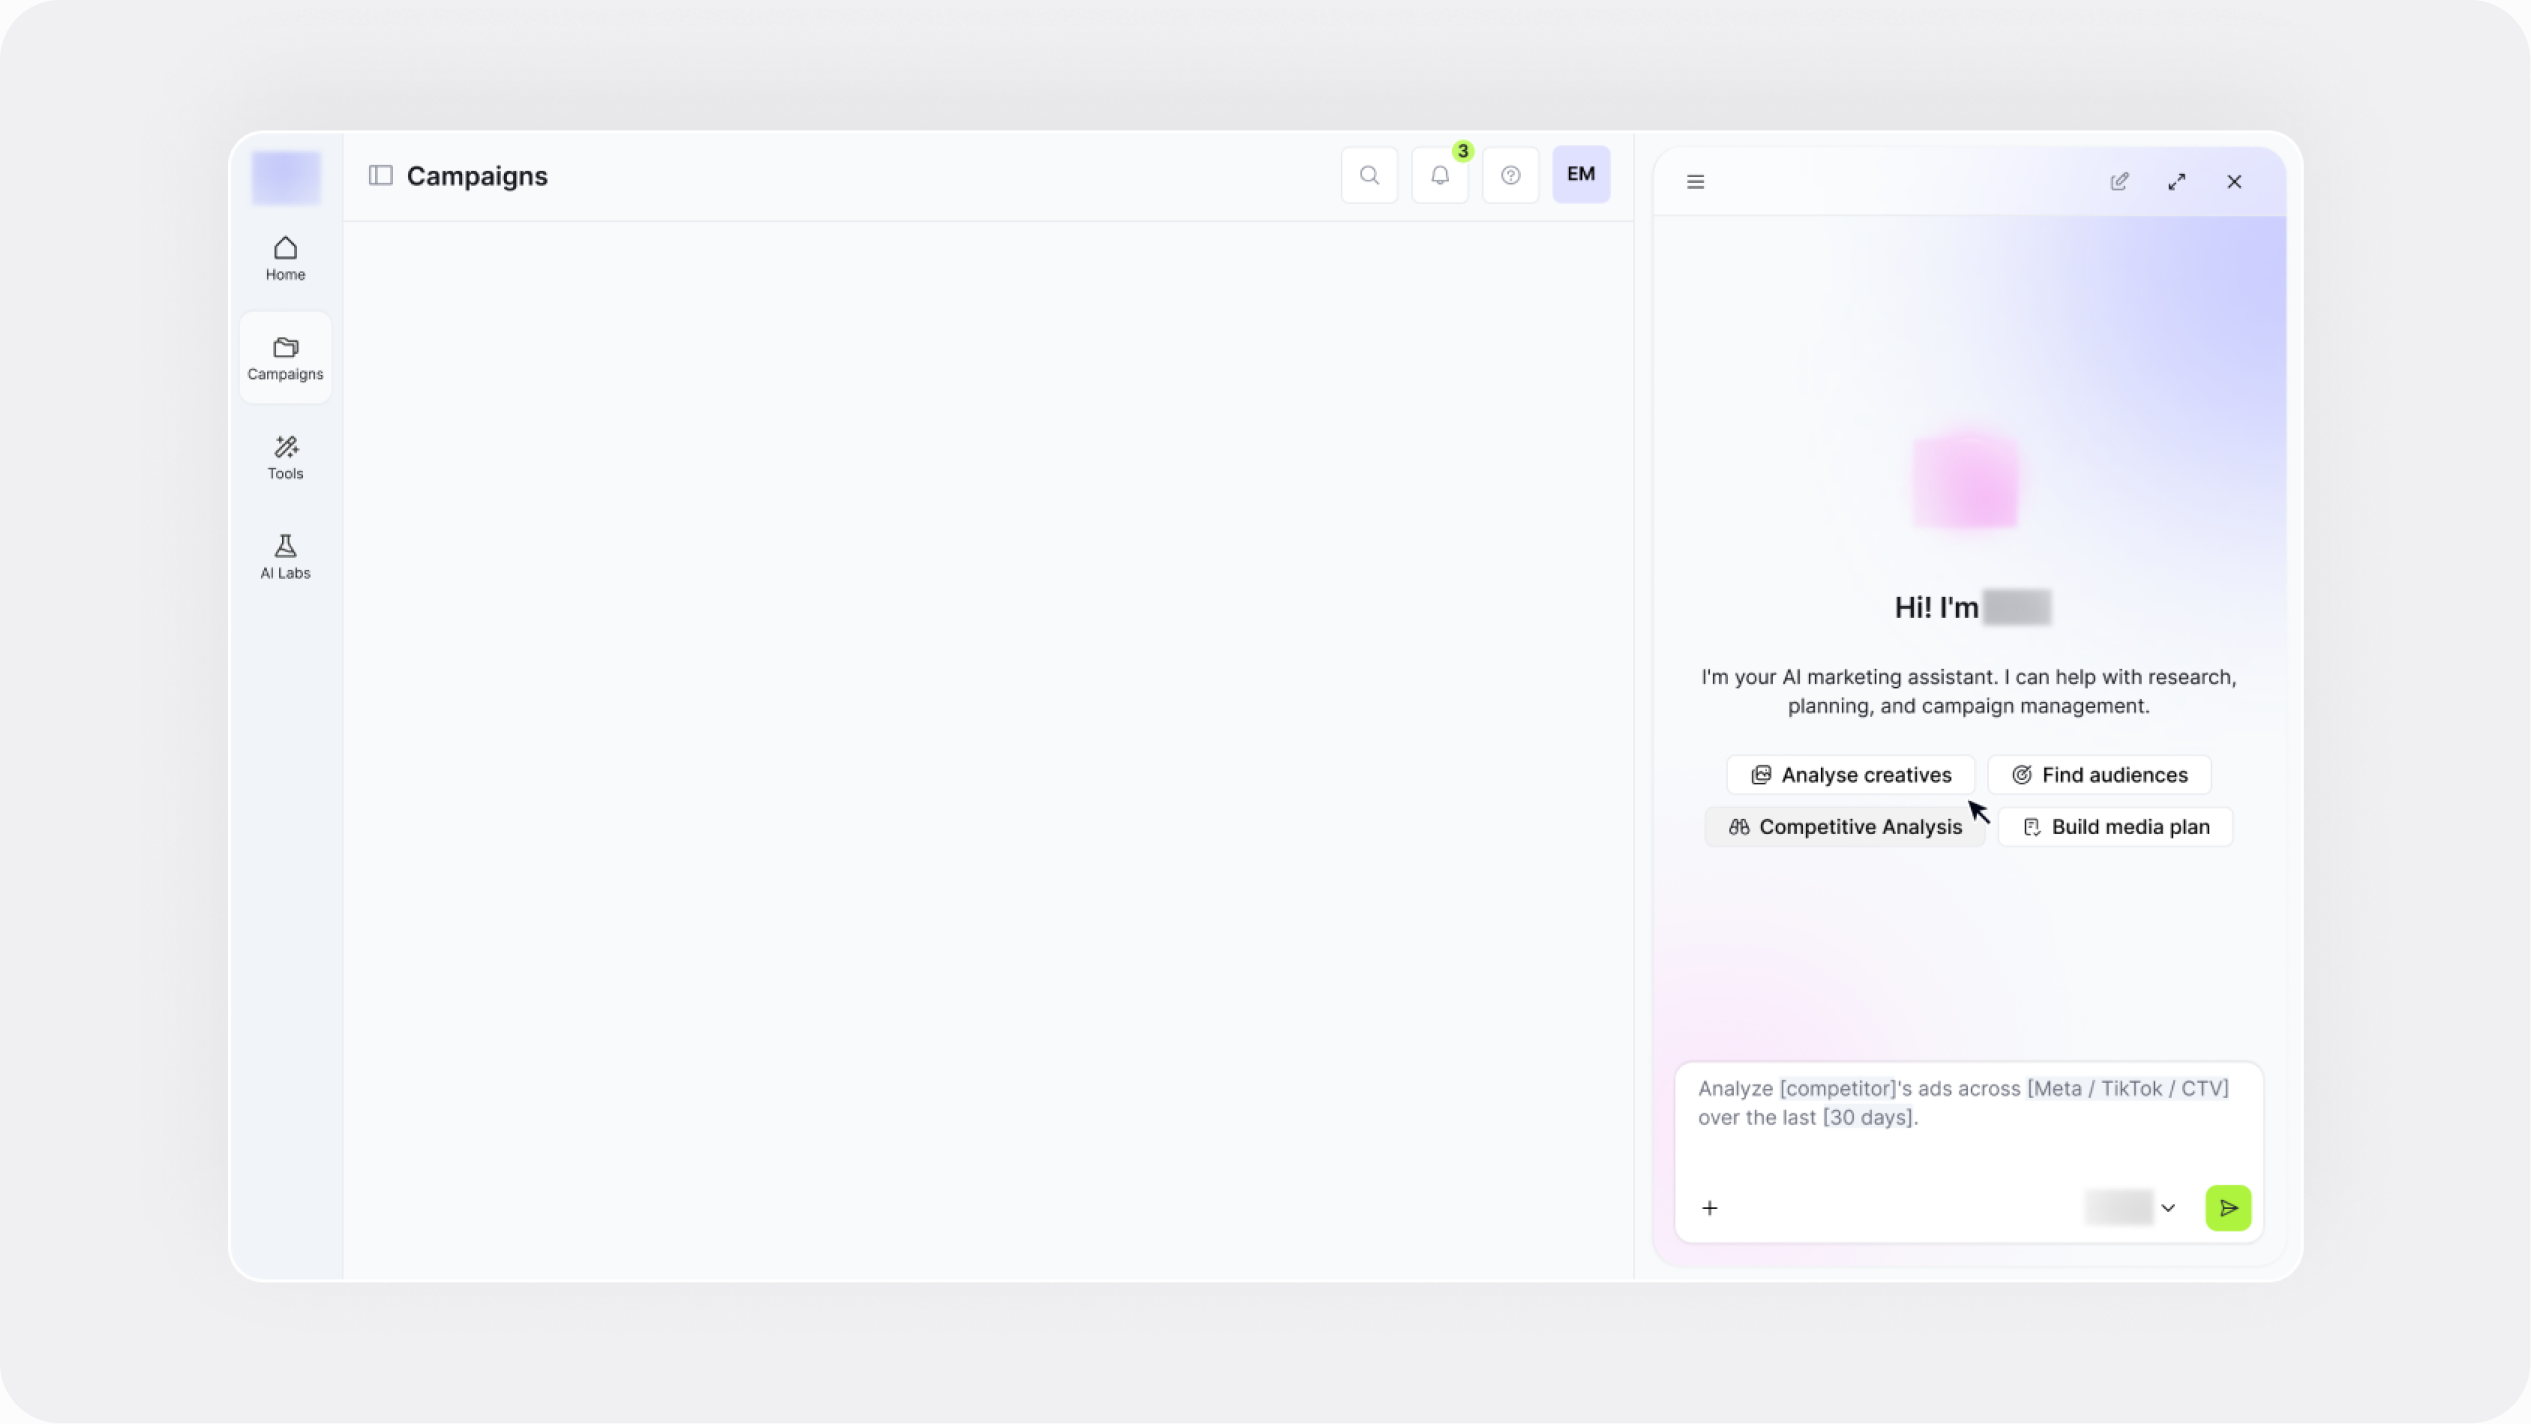 Campaigns
3
EM
Home
Campaigns
Tools
AI Labs
Hi! I'm
I'm your AI marketing assistant. I can help with research,
planning, and campaign management.
Analyse creatives
Find audiences
Competitive Analysis
Build media plan
Analyze [competitor]'s ads across [Meta / TikTok / CTV]
over the last [30 days].